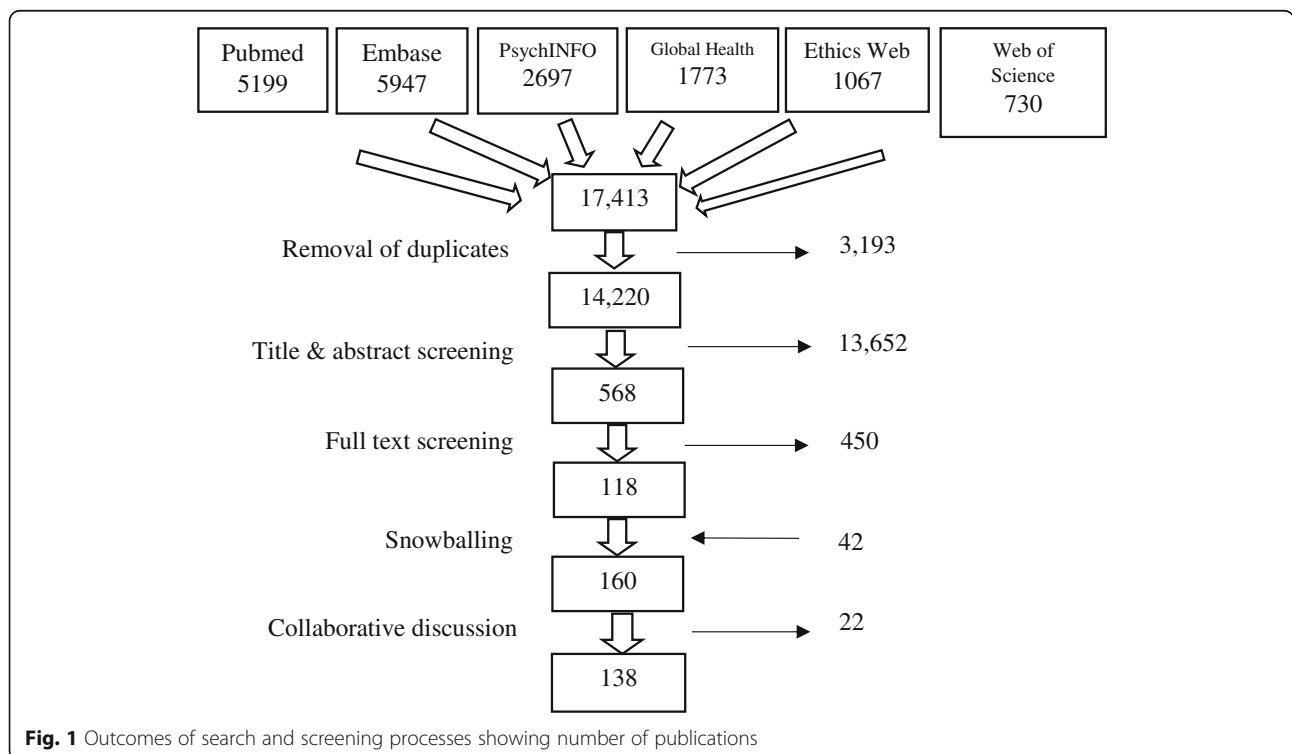 Pubmed
5199
Embase
5947
PsychINFO
2697
Global Health
1773
Ethics Web
1067
Web of
Science
730
17,413
Removal of duplicates
3,193
14,220
Title & abstract screening
13,652
568
Full text screening
450
118
Snowballing
42
160
Collaborative discussion
22
138
Fig. 1 Outcomes of search and screening processes showing number of publications